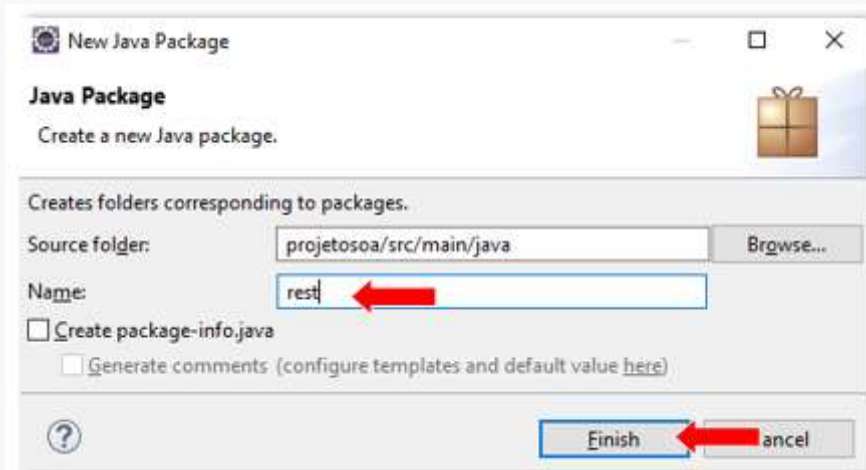 New Java Package
Java Package
Create a new Java package.
Creates folders corresponding to packages.
Source folder: projetosoa/src/main/java Browse...
Name: rest
Create package-info.java
Generate comments (configure templates and default value here)
? Finish ancel